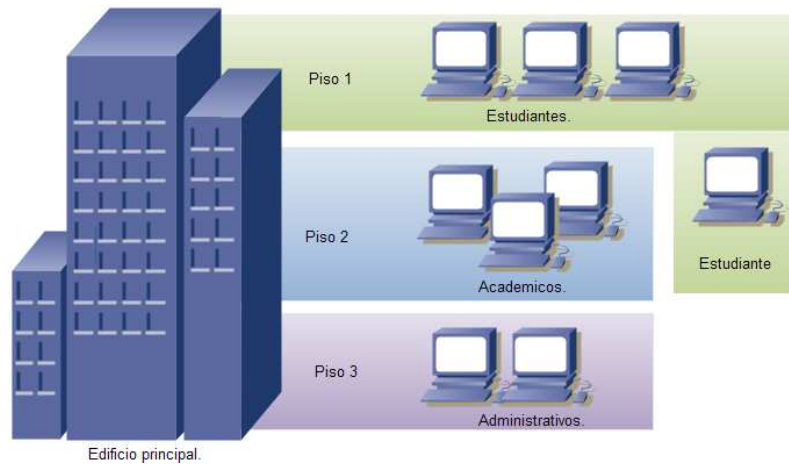 Piso 1
Estudiantes.
Piso 2
Academicos.
Estudiante
Piso 3
Administrativos.
Edificio principal.